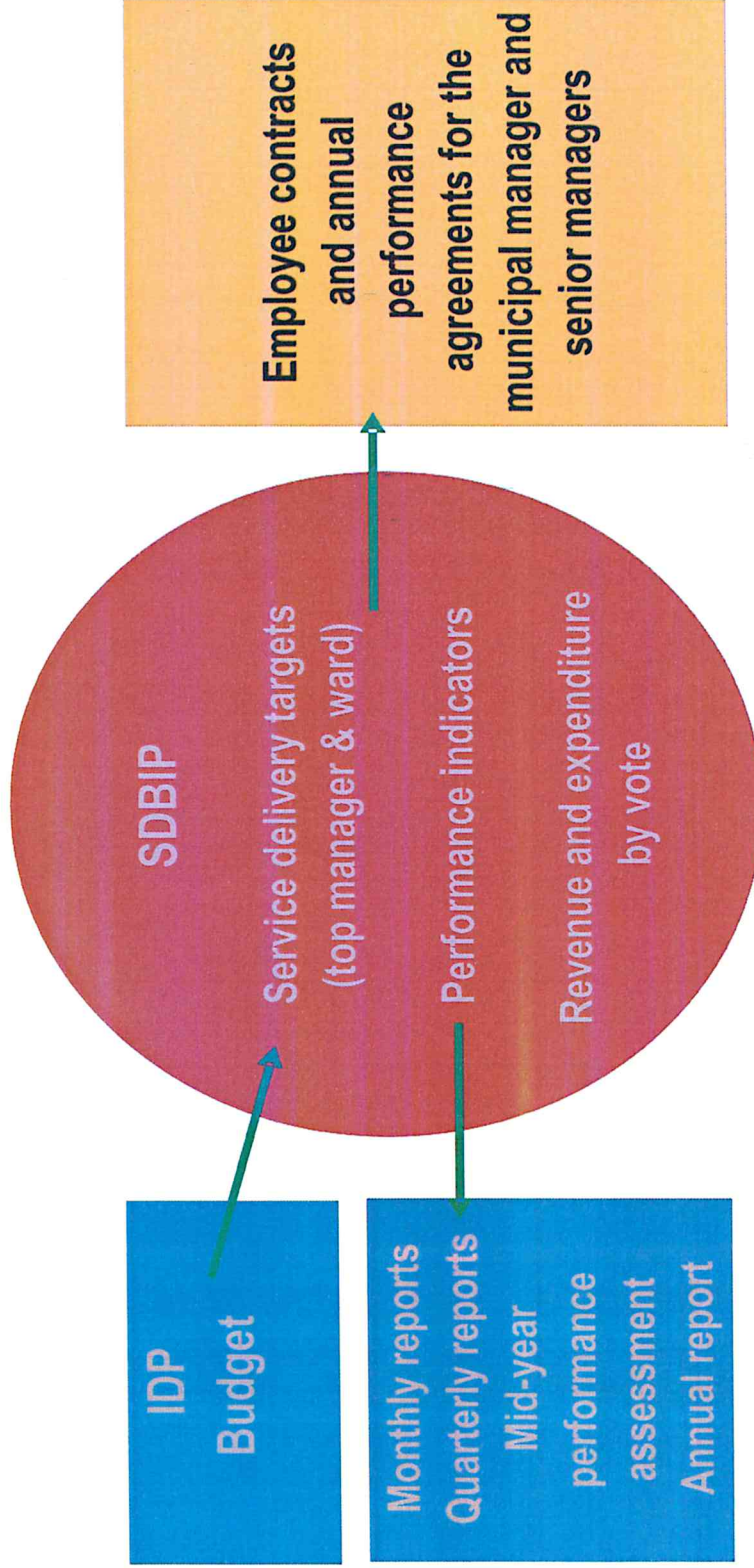 IDP
Budget
Monthly reports
Quarterly reports
Mid-year
performance
assessment
Annual report
SDBIP
Service delivery targets
(top manager & ward)
Performance indicators
Revenue and expenditure
by vote
Employee contracts
and annual
performance
agreements for the
municipal manager and
senior managers